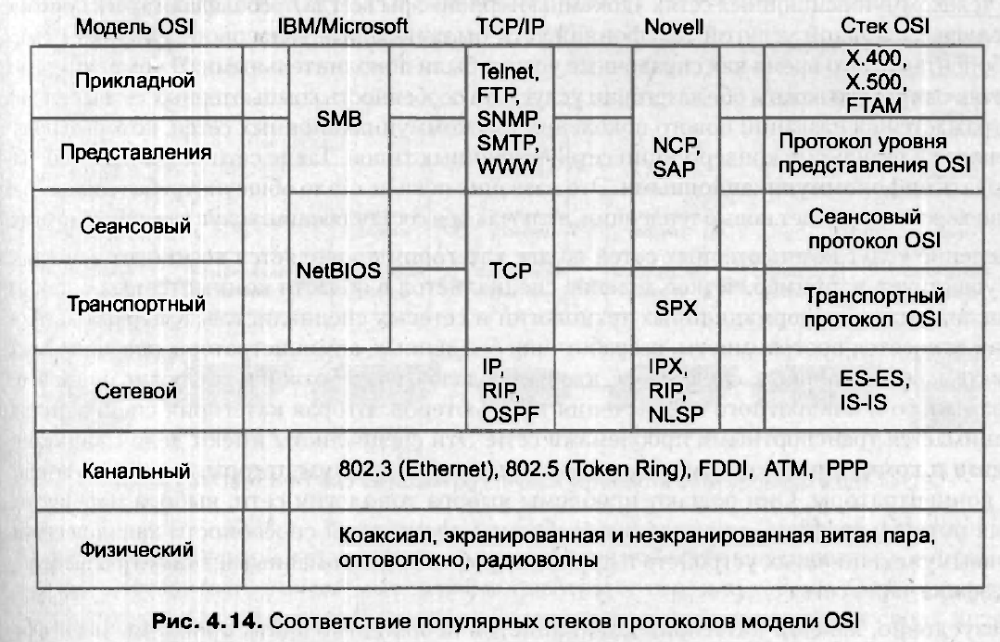 Модель OSI IBM/Microsoft TCP/IP Novell Стек OSI
Прикладной
Представления
Сеансовый
Транспортный
Сетевой
Канальный
Физический
SMB
NetBIOS
Telnet,
FTP,
SNMP,
SMTP,
WWW
TCP
IP,
RIP,
OSPF
NCP,
SAP
SPX
IPX,
RIP,
NLSP
X.400,
X.500,
FTAM
Протокол уровня
представления OSI
Сеансовый
протокол OSI
Транспортный
протокол OSI
ES-ES,
IS-IS
802.3 (Ethernet), 802.5 (Token Ring), FDDI, ATM, PPP
Коаксиал, экранированная и неэкранированная витая пара,
оптоволокно, радиоволны
Рис. 4.14. Соответствие популярных стеков протоколов модели OSI